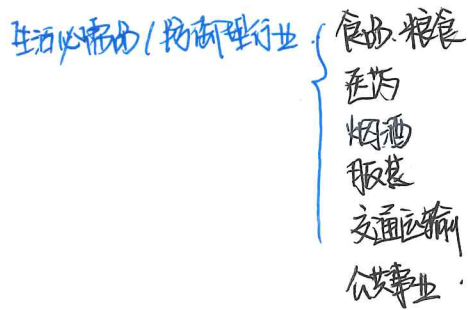 生活必需品/防御型行业.
食品.粮食
医药
烟酒
服装
交通运输
公共事业.